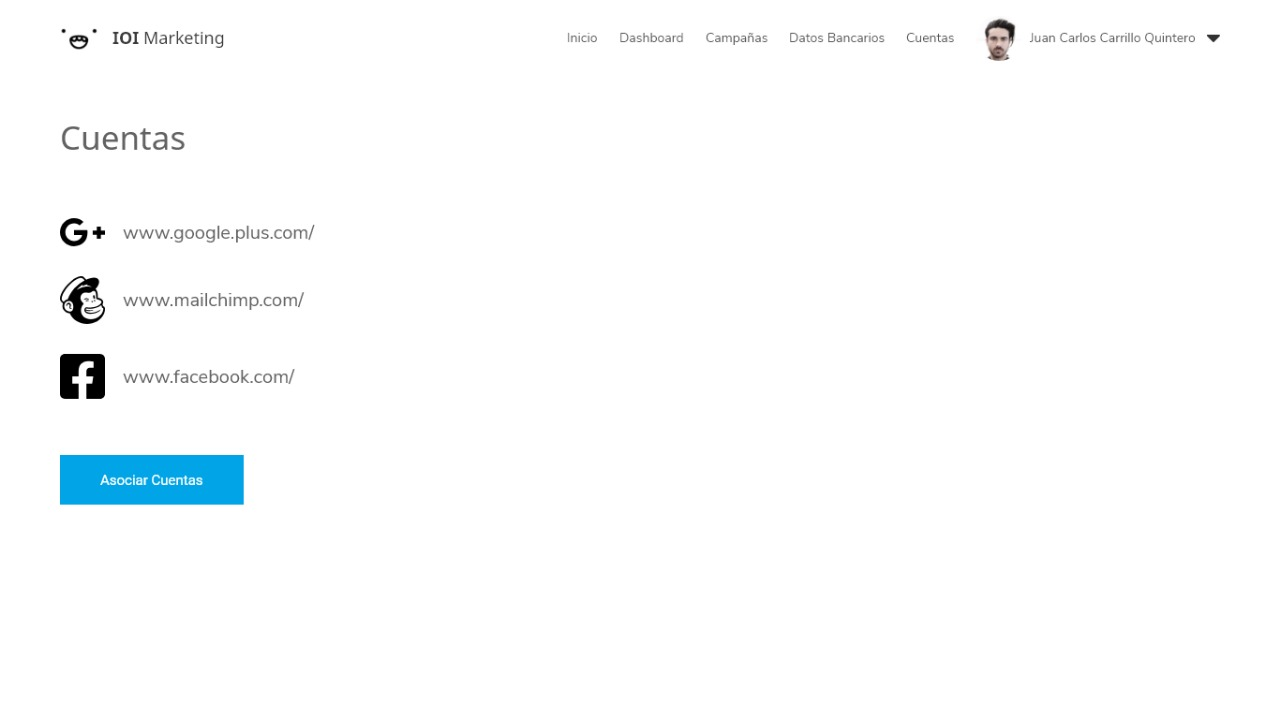 IOI Marketing
Inicio Dashboard Campañas Datos Bancarios Cuentas Juan Carlos Carrillo Quintero
Cuentas
G+ www.google.plus.com/
www.mailchimp.com/
www.facebook.com/
Asociar Cuentas